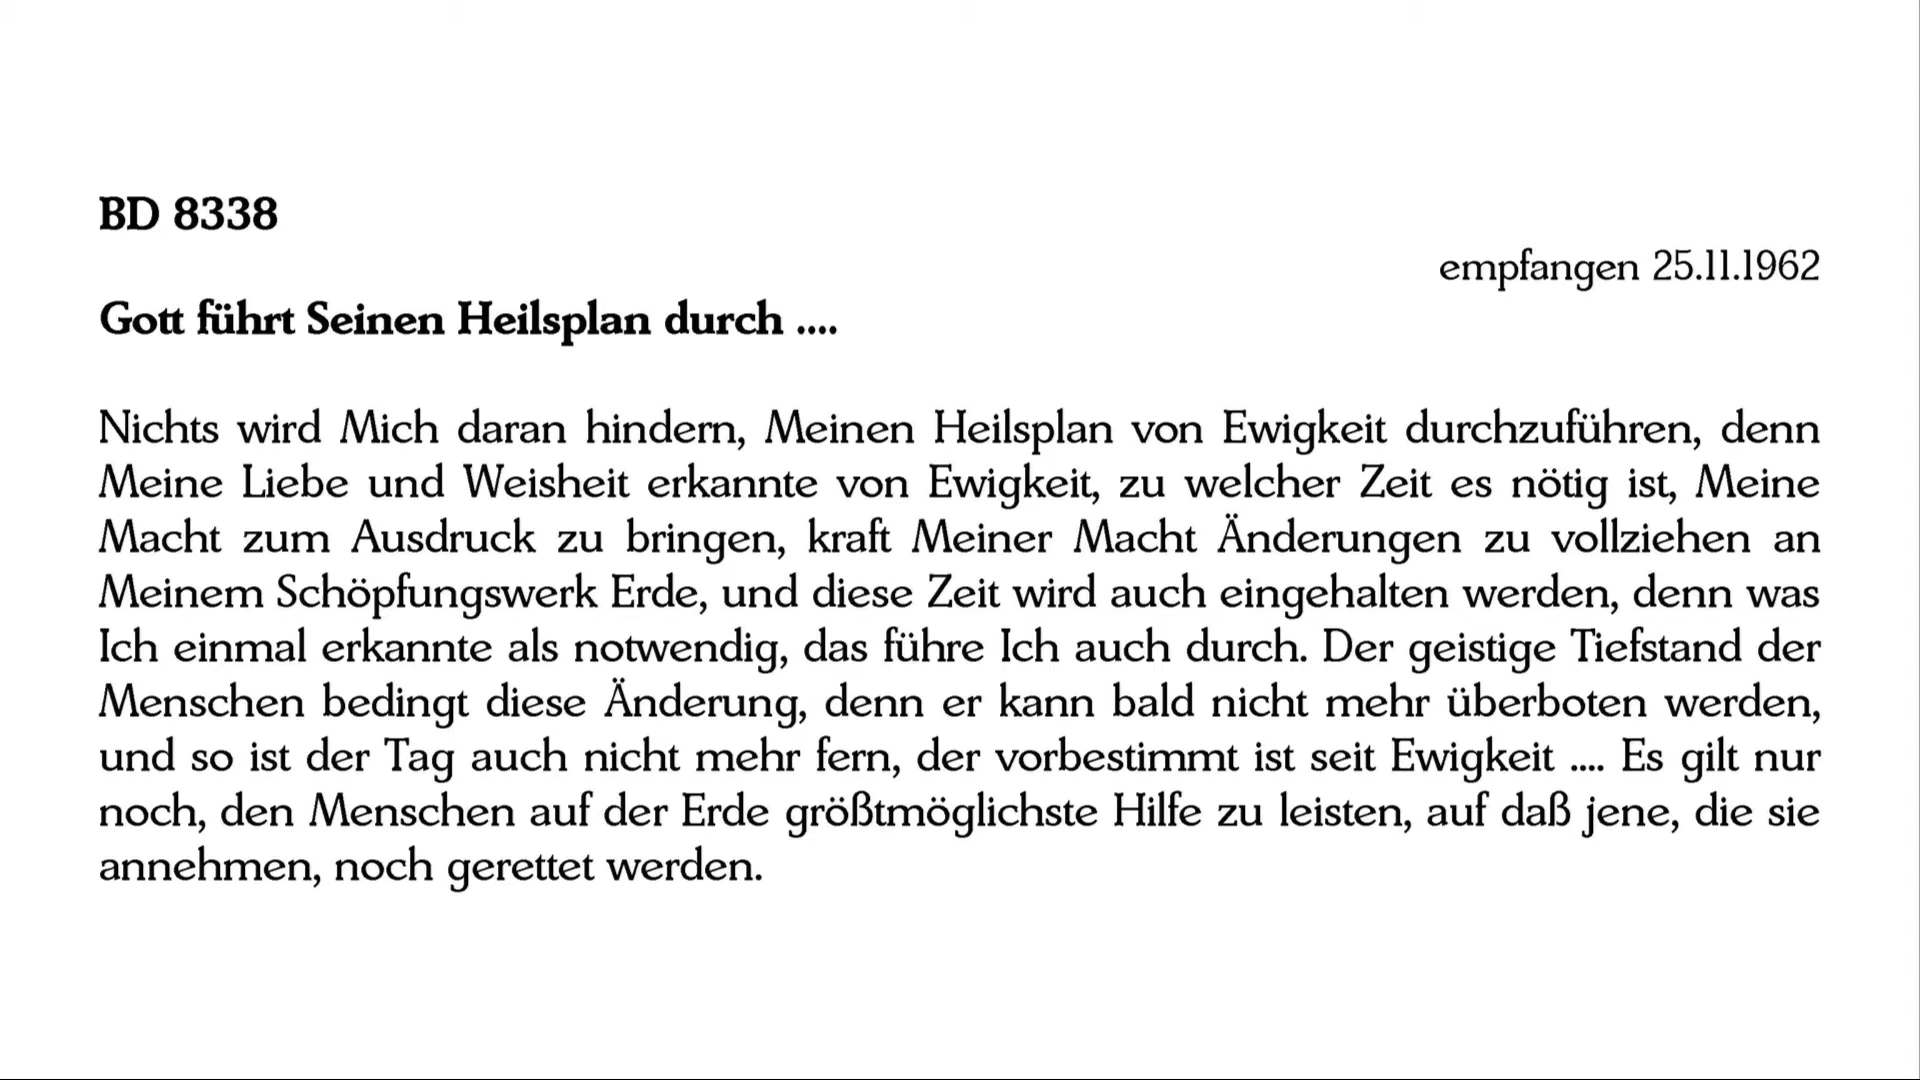 BD 8338
empfangen 25.11.1962
Gott führt Seinen Heilsplan durch ....
Nichts wird Mich daran hindern, Meinen Heilsplan von Ewigkeit durchzuführen, denn
Meine Liebe und Weisheit erkannte von Ewigkeit, zu welcher Zeit es nötig ist, Meine
Macht zum Ausdruck zu bringen, kraft Meiner Macht Änderungen zu vollziehen an
Meinem Schöpfungswerk Erde, und diese Zeit wird auch eingehalten werden, denn was
Ich einmal erkannte als notwendig, das führe Ich auch durch. Der geistige Tiefstand der
Menschen bedingt diese Änderung, denn er kann bald nicht mehr überboten werden,
und so ist der Tag auch nicht mehr fern, der vorbestimmt ist seit Ewigkeit .... Es gilt nur
noch, den Menschen auf der Erde größtmöglichste Hilfe zu leisten, auf daß jene, die sie
annehmen, noch gerettet werden.